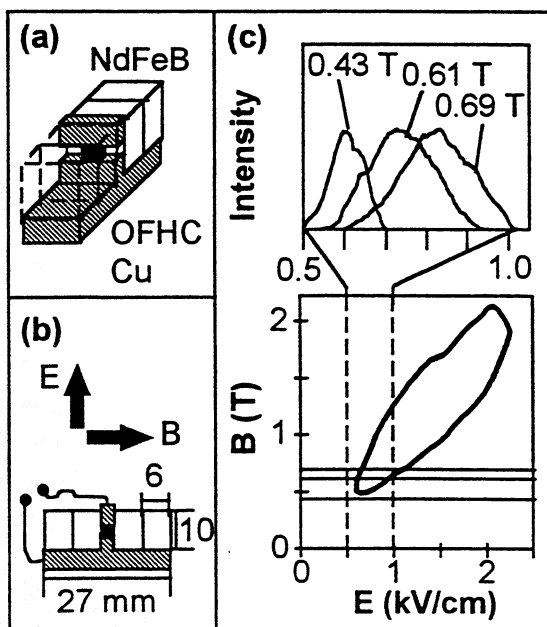 (a)
NdFeB
OFHC
Cu
(b)
E
B
6
10
27 mm
(c)
Intensity
0.43 T
0.61 T
0.69 T
0.5
1.0
B (T)
2
1
0
0
1
2
E (kV/cm)